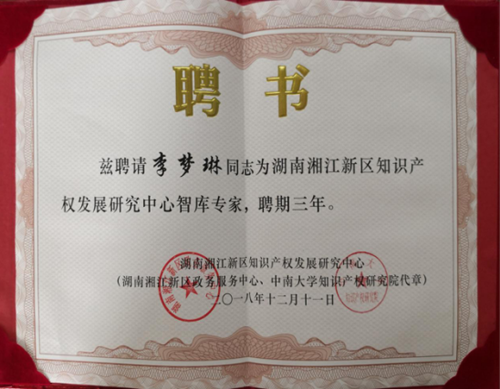 聘书
兹聘请李梦琳同志为湖南湘江新区知识产
权发展研究中心智库专家，聘期三年。
湖南湘江新区知识产权发展研究中心
（湖南湘江新区政务服务中心、中南大学知识产权研究院代章）
二〇一八年十二月十一日